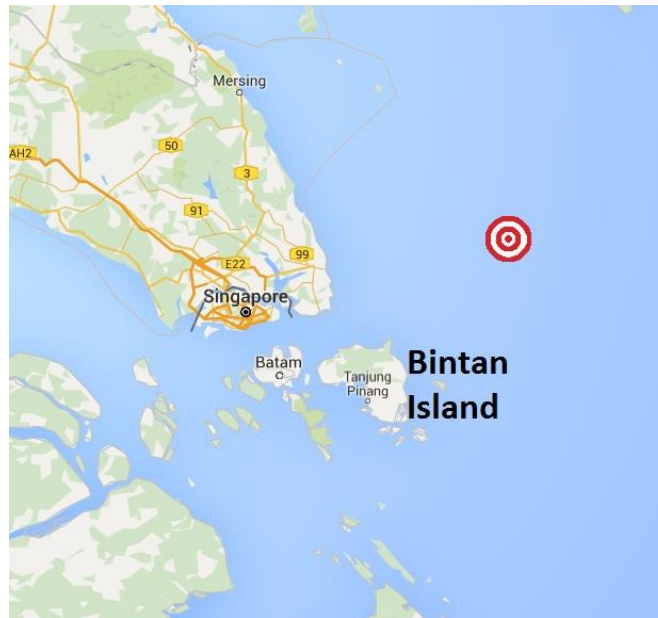 Mersing
50
AH2
3
91
99
E22
Singapore
Batam
Bintan
Island
Tanjung
Pinang